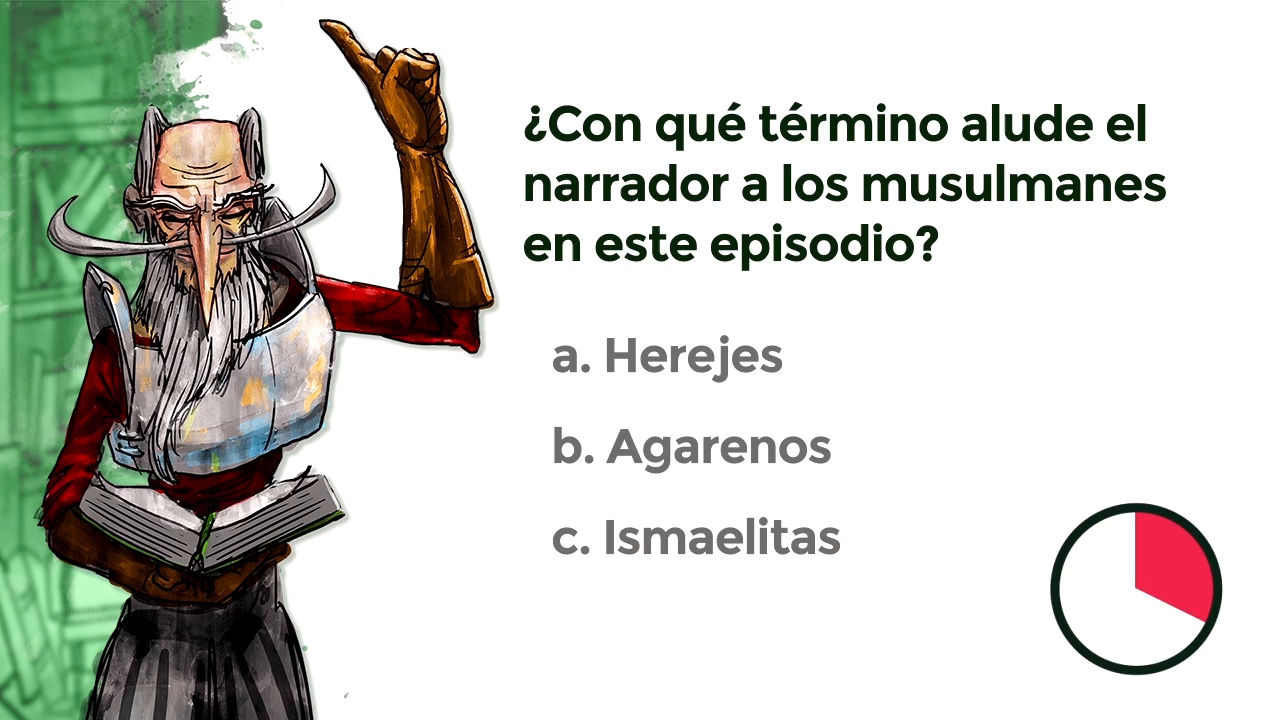 ¿Con qué término alude el
narrador a los musulmanes
en este episodio?
a. Herejes
b. Agarenos
c. Ismaelitas